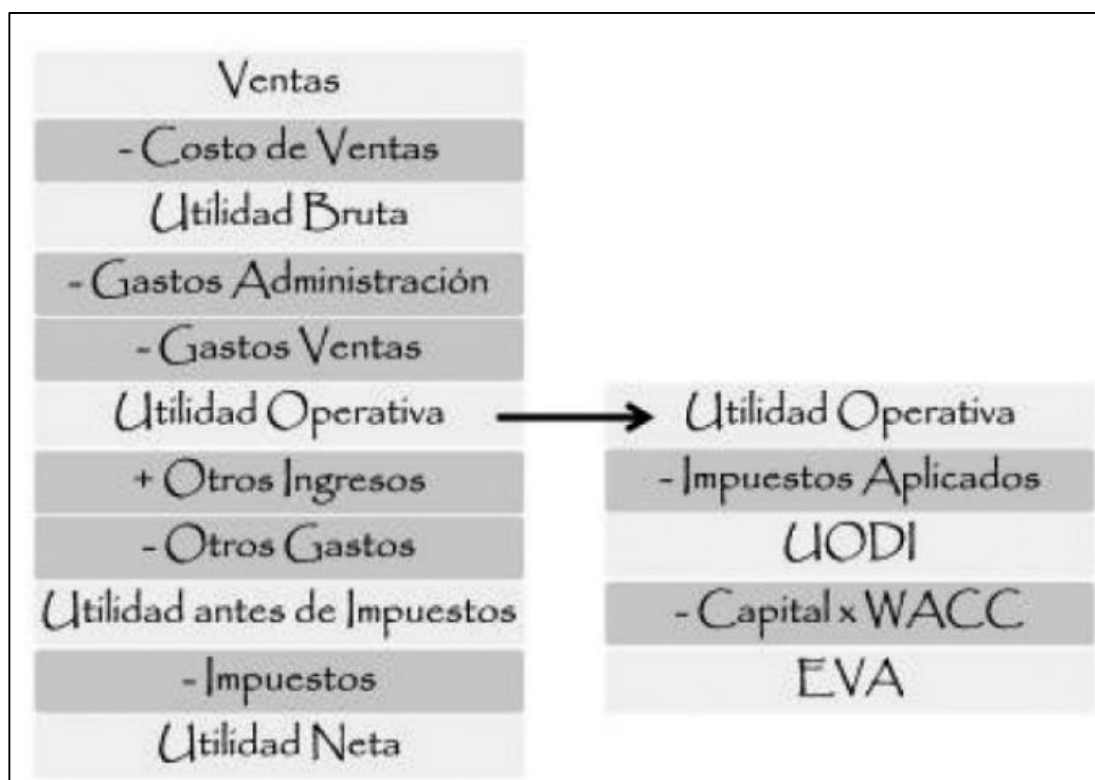 Ventas
- Costo de Ventas
Utilidad Bruta
- Gastos Administración
- Gastos Ventas
Utilidad Operativa
+ Otros Ingresos
- Otros Gastos
Utilidad antes de Impuestos
- Impuestos
Utilidad Neta
Utilidad Operativa
- Impuestos Aplicados
UODI
- Capital x WACC
EVA